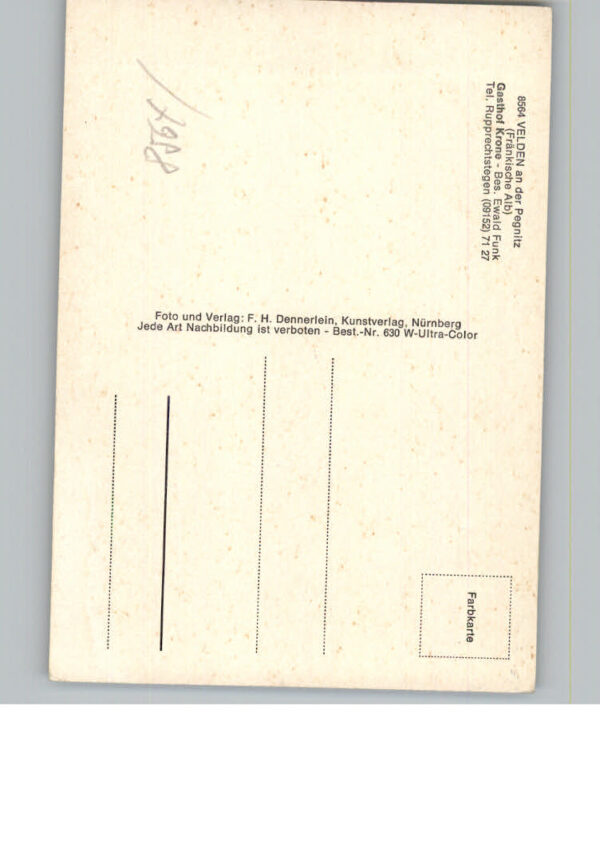 8564 VELDEN an der Pegnitz
(Fränkische Alb)
Gasthof Krone - Bes. Ewald Funk
Tel. Rupprechtstegen (09152) 71 27
Foto und Verlag: F. H. Dennerlein, Kunstverlag, Nürnberg
Jede Art Nachbildung ist verboten - Best.-Nr. 630 W-Ultra-Color
Farbkarte